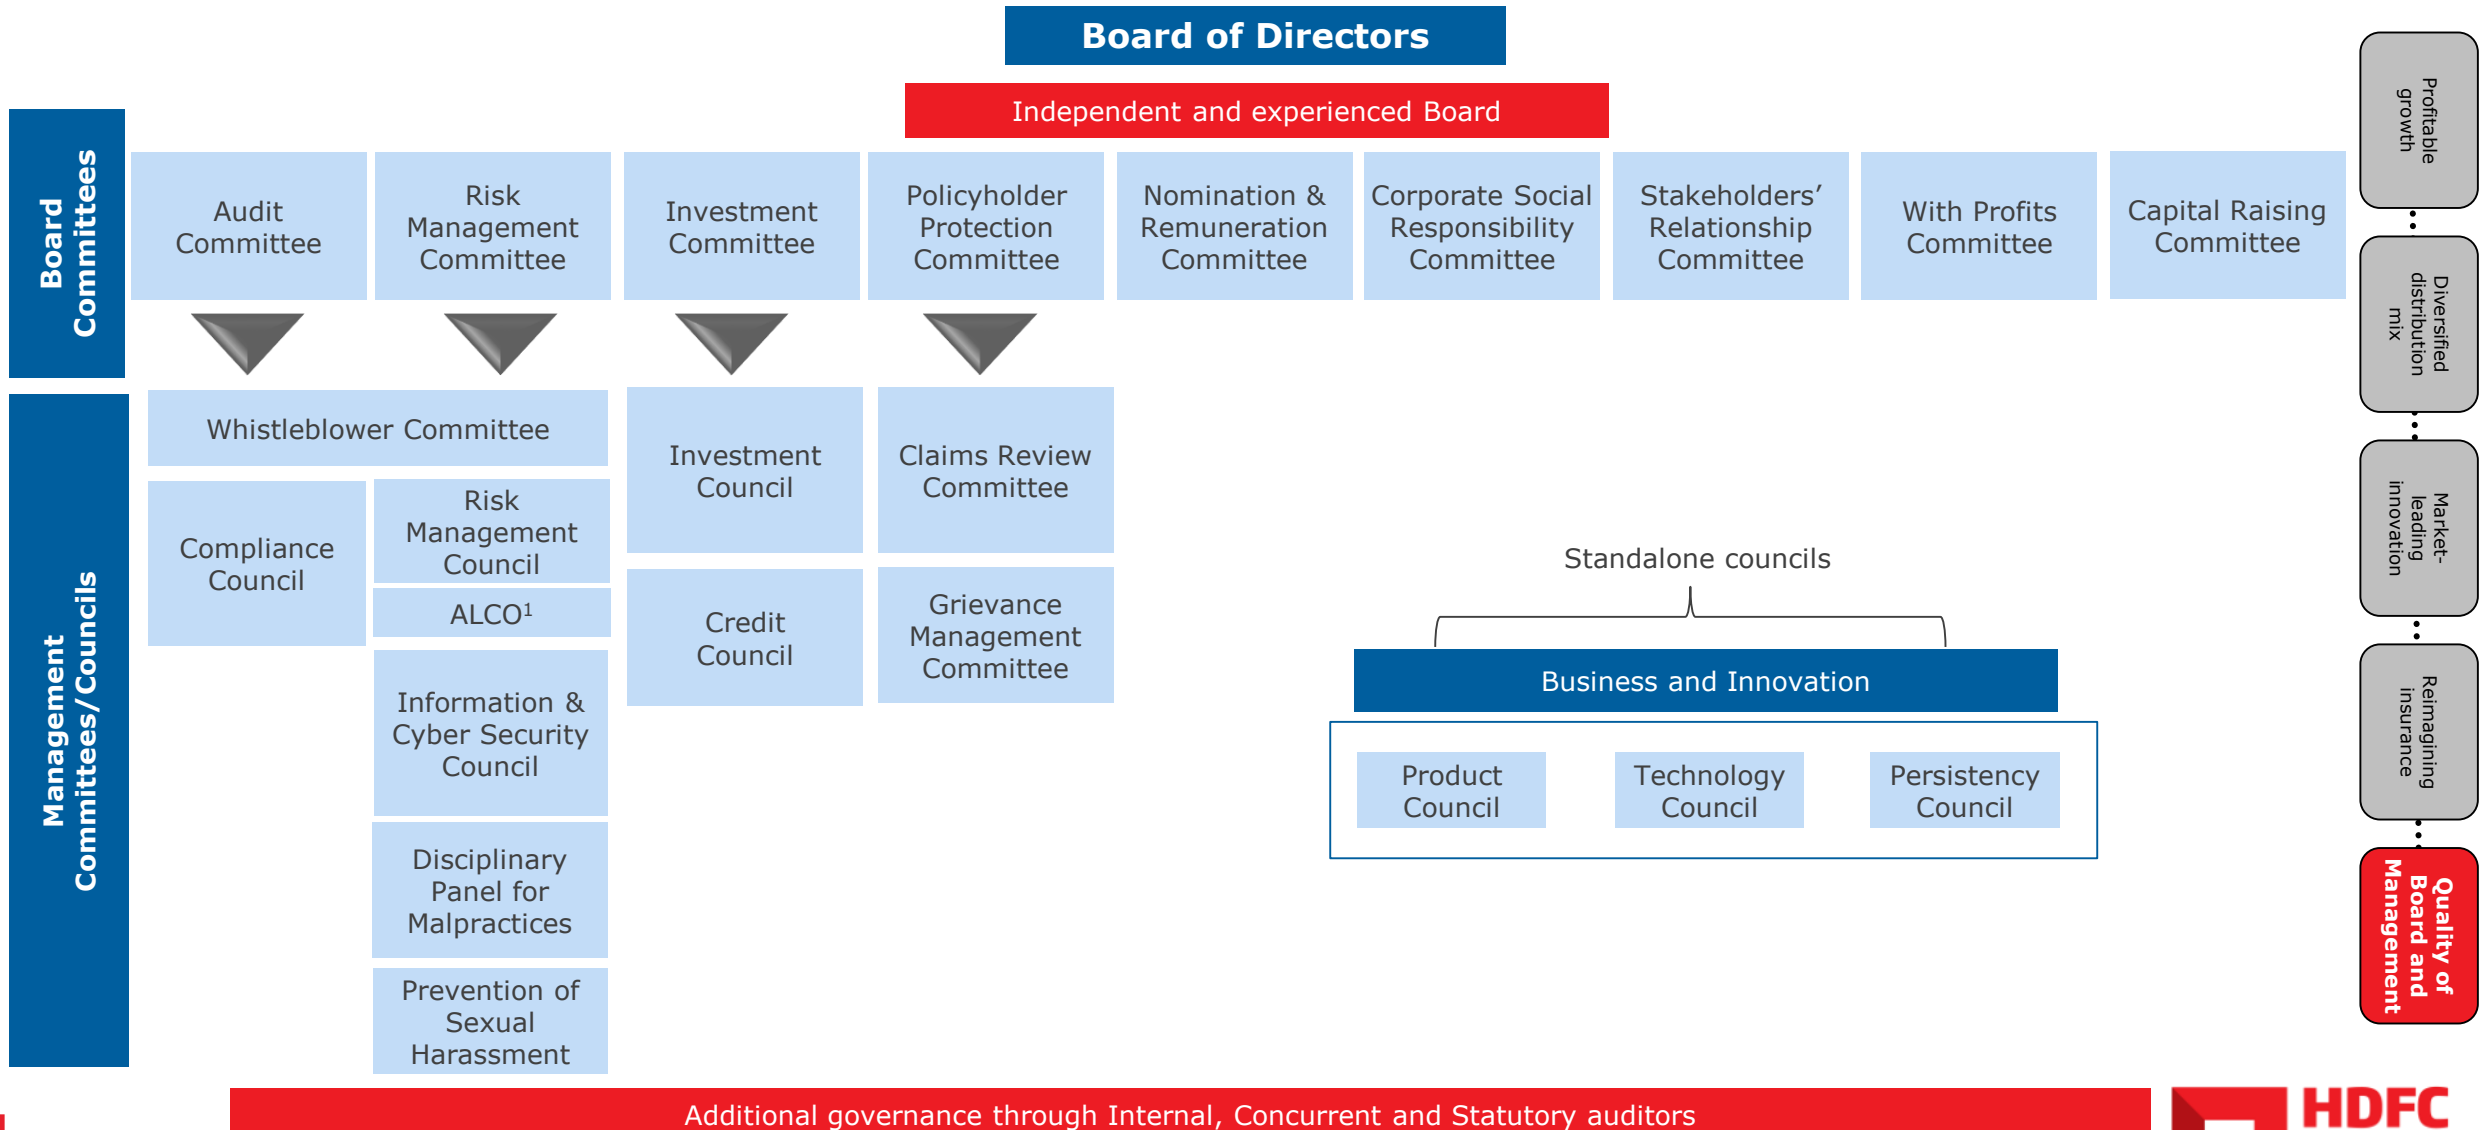 Board of Directors
Independent and experienced Board
Board
Committees
Audit
Committee
Risk
Management
Committee
Investment
Committee
Policyholder
Protection
Committee
Nomination &
Remuneration
Committee
Corporate Social
Responsibility
Committee
Stakeholders’
Relationship
Committee
With Profits
Committee
Capital Raising
Committee
Management
Committees/Councils
Whistleblower Committee
Compliance
Council
Risk
Management
Council
ALCO¹
Information &
Cyber Security
Council
Disciplinary
Panel for
Malpractices
Prevention of
Sexual
Harassment
Investment
Council
Credit
Council
Claims Review
Committee
Grievance
Management
Committee
Standalone councils
Business and Innovation
Product
Council
Technology
Council
Persistency
Council
Profitable
growth
Diversified
distribution
mix
Market-
leading
innovation
Reimagining
insurance
Quality of
Board and
Management
Additional governance through Internal, Concurrent and Statutory auditors
HDFC